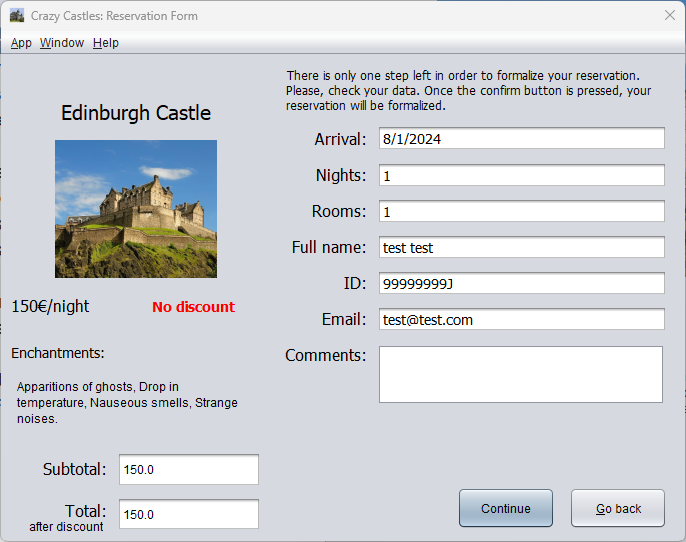 Crazy Castles: Reservation Form
App Window Help
There is only one step left in order to formalize your reservation.
Please, check your data. Once the confirm button is pressed, your
reservation will be formalized.
Edinburgh Castle
150€/night No discount
Enchantments:
Apparitions of ghosts, Drop in
temperature, Nauseous smells, Strange
noises.
Subtotal: 150.0
Total: 150.0
after discount
Arrival: 8/1/2024
Nights: 1
Rooms: 1
Full name: test test
ID: 99999999J
Email: test@test.com
Comments:
Continue Go back